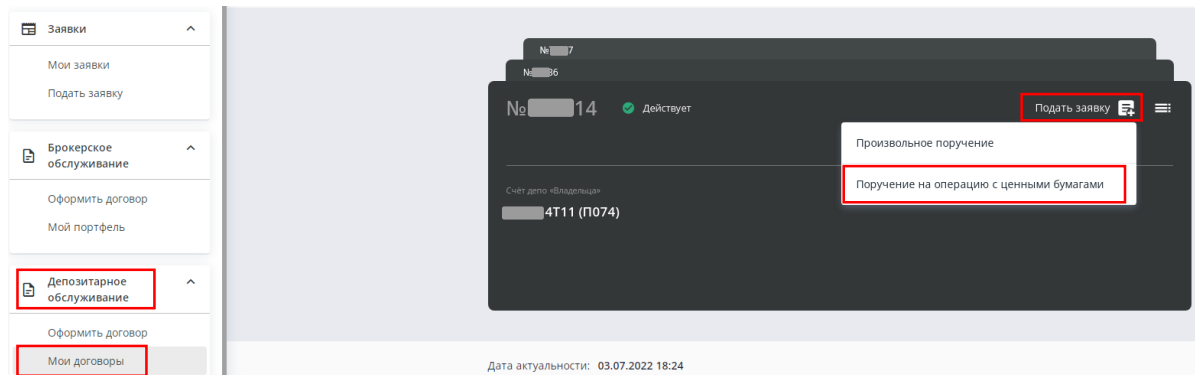 Заявки
Мои заявки
Подать заявку
Брокерское
обслуживание
Оформить договор
Мой портфель
Депозитарное
обслуживание
Оформить договор
Мои договоры
№ 7
№ 36
№ 14
Действует
Подать заявку
Произвольное поручение
Поручение на операцию с ценными бумагами
Счёт депо «Владельца»
4Т11 (П074)
Дата актуальности: 03.07.2022 18:24